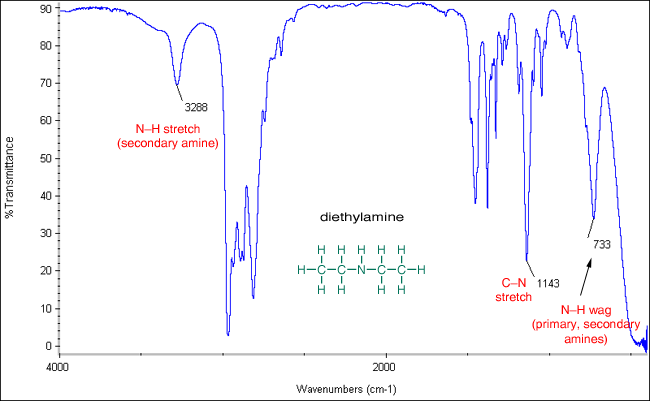 90
80
70
60
50
40
30
20
10
0
%Transmittance
3288
N–H stretch
(secondary amine)
diethylamine
H H H H H
H–C–C–N–C–C–H
H H H H
C–N
stretch
1143
733
N–H wag
(primary, secondary
amines)
4000
2000
Wavenumbers (cm-1)